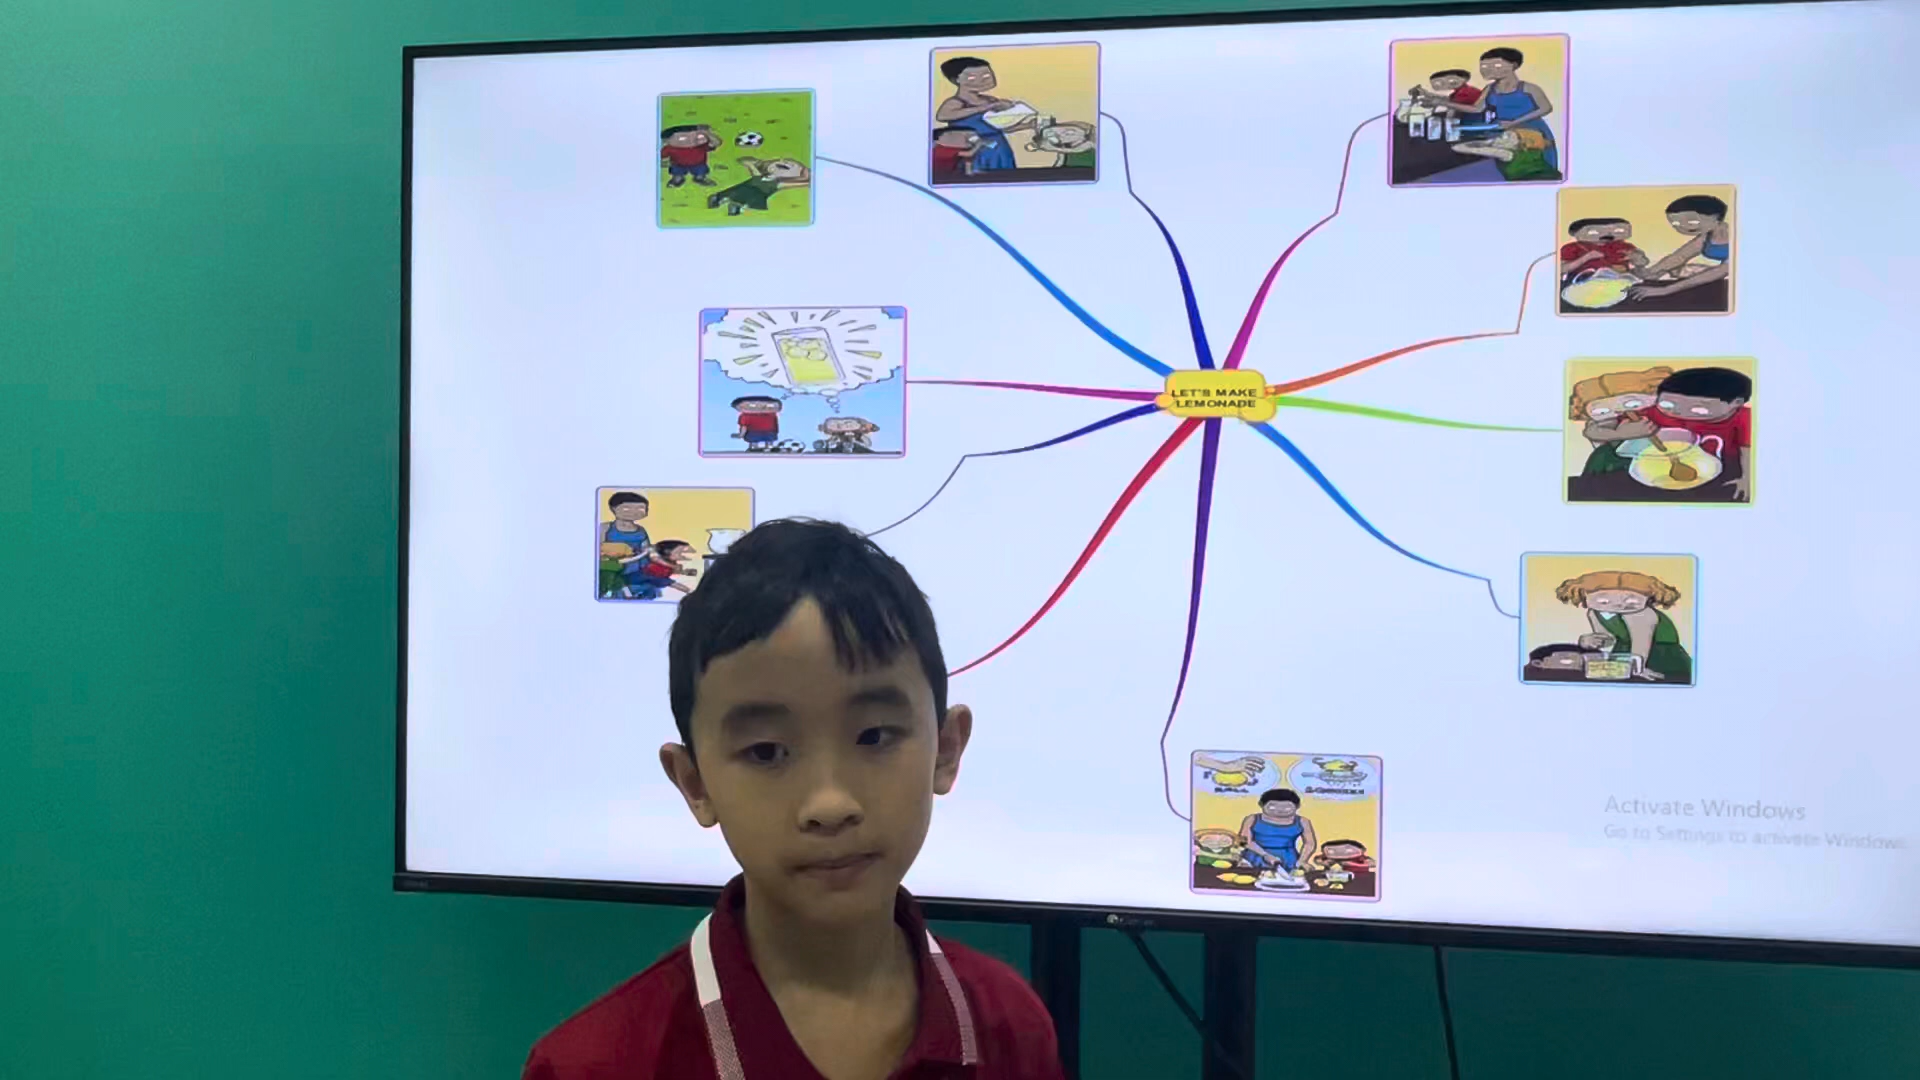 LET'S MAKE
LEMONADE
Activate Windows
Go to Settings to activate Windows.